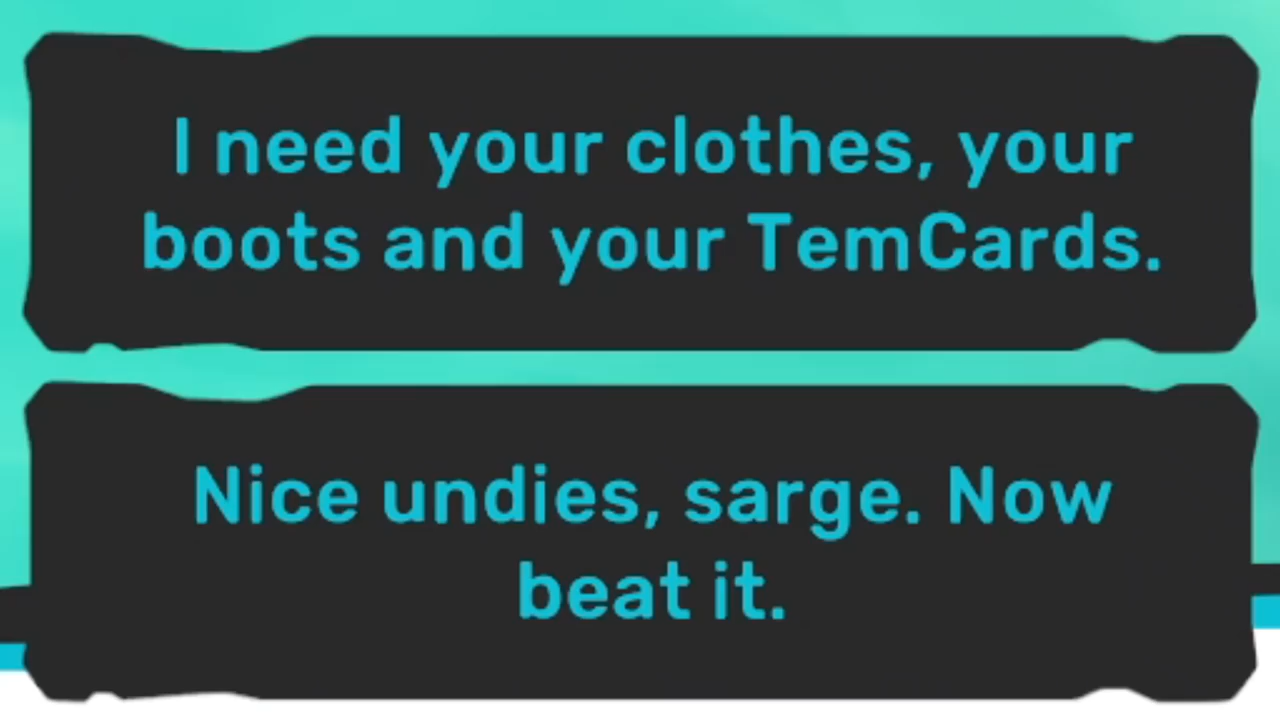 I need your clothes, your
boots and your TemCards.
Nice undies, sarge. Now
beat it.